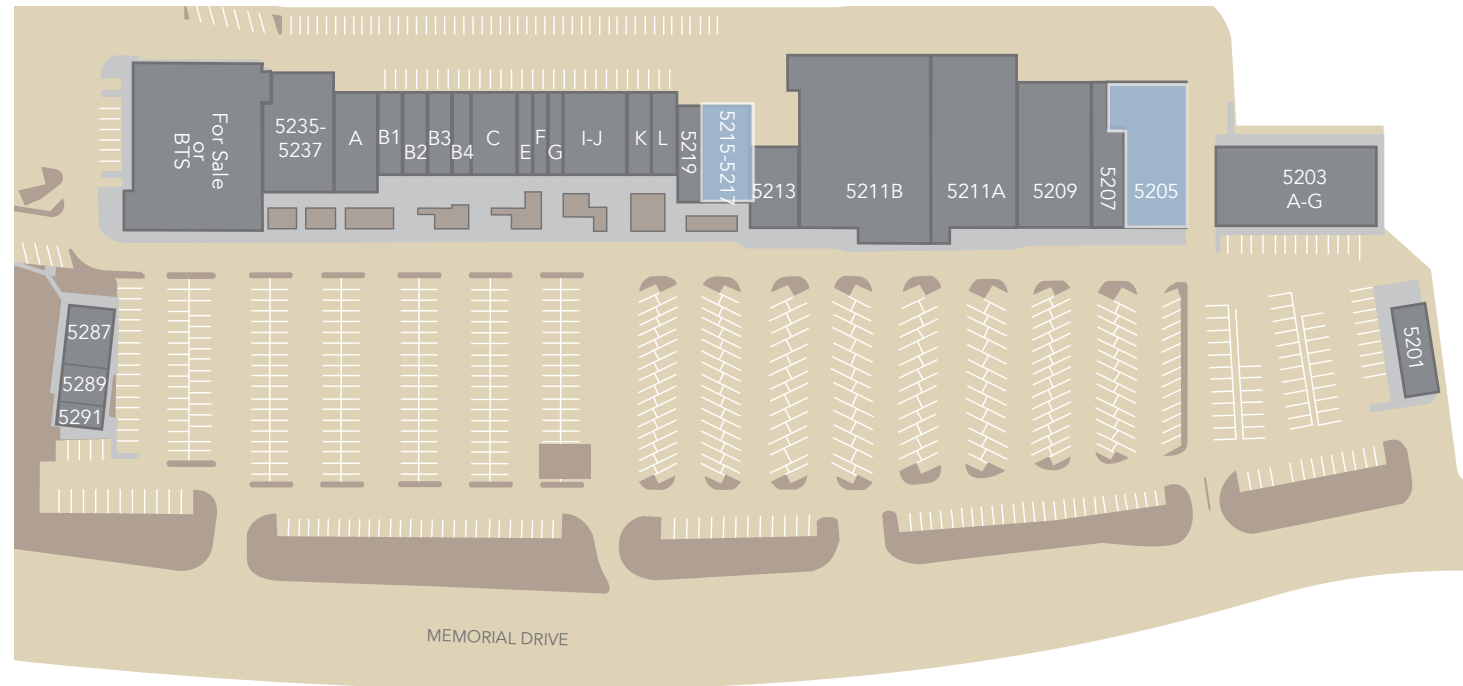 For Sale
or
BTS
5235-
5237
A
B1
B2
B3
B4
C
E
F
G
I-J
K
L
5219
5215-5217
5213
5211B
5211A
5209
5207
5205
5203
A-G
5287
5289
5291
5201
MEMORIAL DRIVE